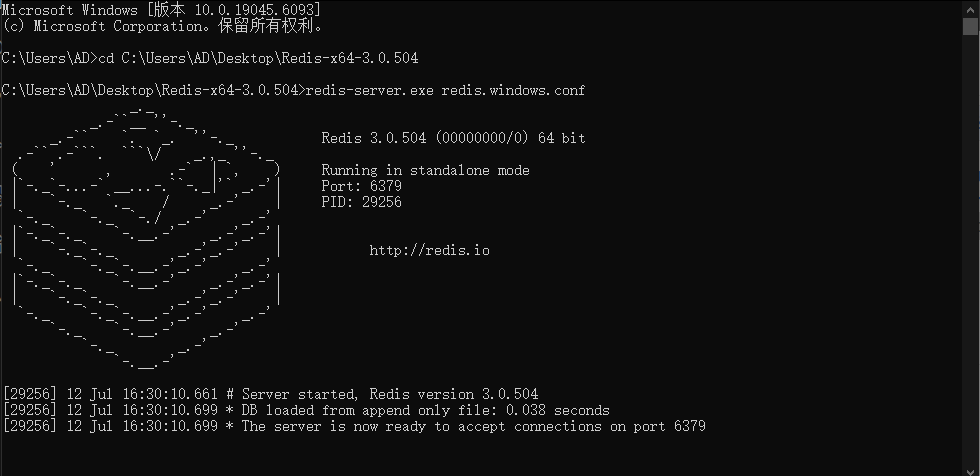 Microsoft Windows [版本 10.0.19045.6093]
(c) Microsoft Corporation。保留所有权利。
C:\Users\AD>cd C:\Users\AD\Desktop\Redis-x64-3.0.504
C:\Users\AD\Desktop\Redis-x64-3.0.504>redis-server.exe redis.windows.conf
Redis 3.0.504 (00000000/0) 64 bit
Running in standalone mode
Port: 6379
PID: 29256
http://redis.io
[29256] 12 Jul 16:30:10.661 # Server started, Redis version 3.0.504
[29256] 12 Jul 16:30:10.699 * DB loaded from append only file: 0.038 seconds
[29256] 12 Jul 16:30:10.699 * The server is now ready to accept connections on port 6379